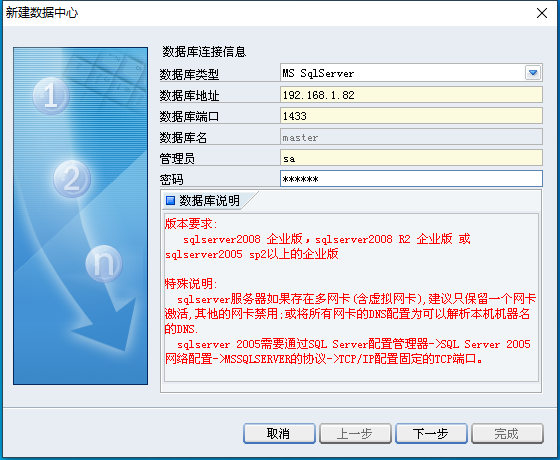 新建数据中心
1
2
n
数据库连接信息
数据库类型 MS SqlServer
数据库地址 192.168.1.82
数据库端口 1433
数据库名 master
管理员 sa
密码 ******
数据库说明
版本要求:
sqlserver2008 企业版，sqlserver2008 R2 企业版 或
sqlserver2005 sp2以上的企业版
特殊说明:
sqlserver服务器如果存在多网卡(含虚拟网卡),建议只保留一个网卡
激活,其他的网卡禁用;或将所有网卡的DNS配置为可以解析本机机器名
的DNS.
sqlserver 2005需要通过SQL Server配置管理器->SQL Server 2005
网络配置->MSSQLSERVER的协议->TCP/IP配置固定的TCP端口。
取消 上一步 下一步 完成